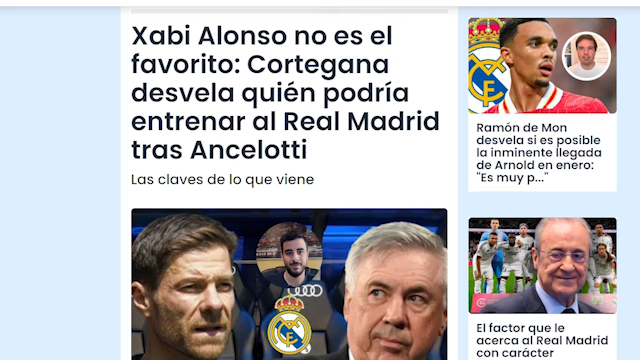 Xabi Alonso no es el
favorito: Cortegana
desvela quién podría
entrenar al Real Madrid
tras Ancelotti
Las claves de lo que viene
Ramón de Mon
desvela si es posible
la inminente llegada
de Arnold en enero:
"Es muy p..."
El factor que le
acerca al Real Madrid
con carácter